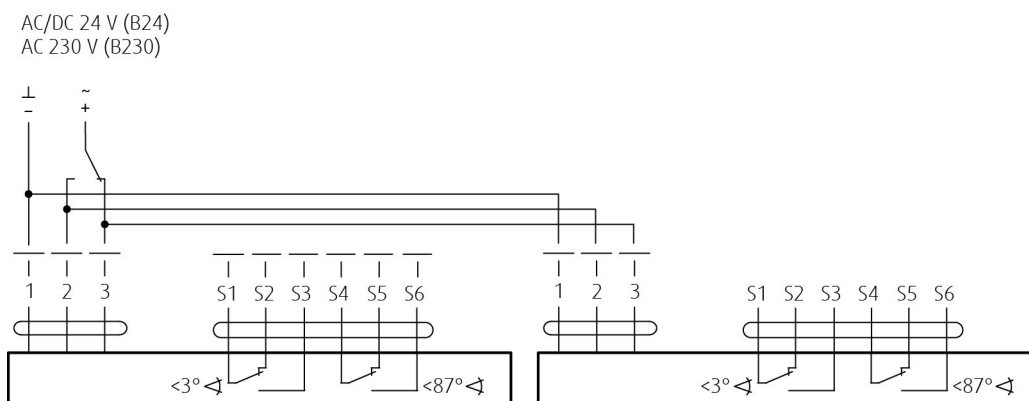 AC/DC 24 V (B24)
AC 230 V (B230)
⊥ ~
– +
1 2 3 S1 S2 S3 S4 S5 S6 1 2 3 S1 S2 S3 S4 S5 S6
<3° <87° <3° <87°